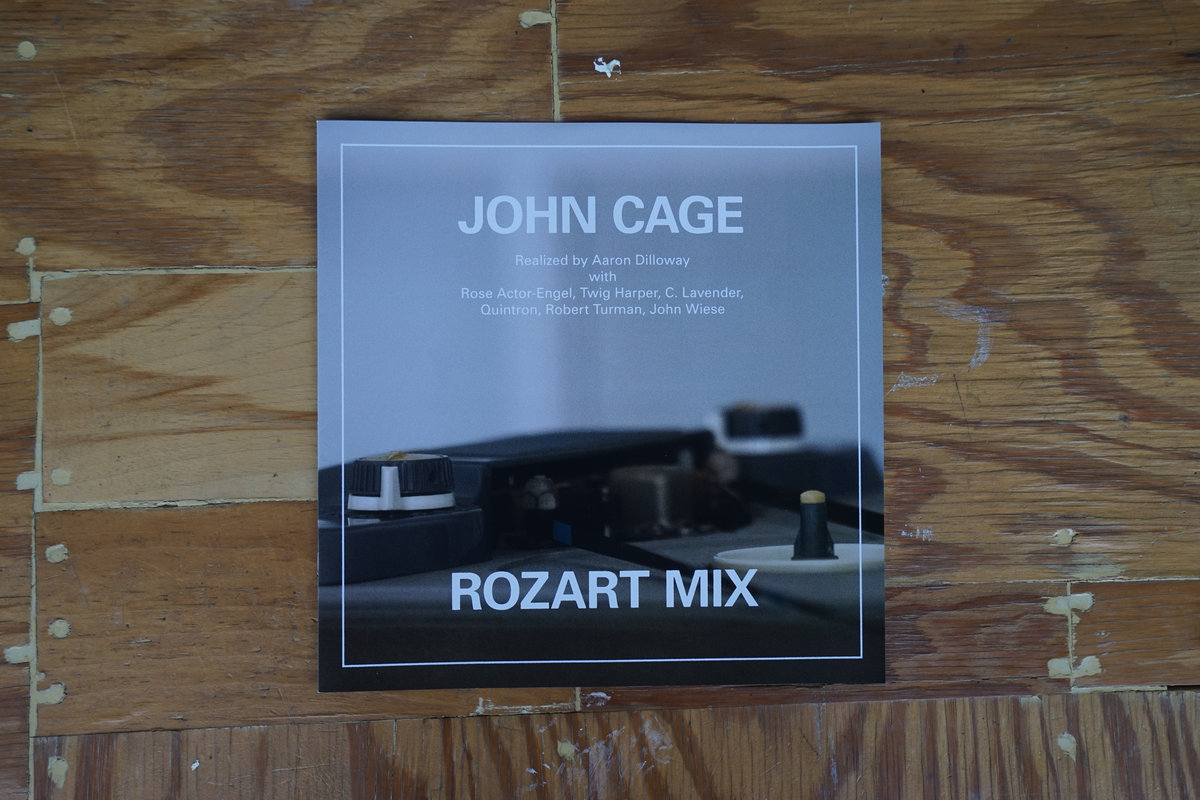 JOHN CAGE
Realized by Aaron Dilloway
with
Rose Actor-Engel, Twig Harper, C. Lavender,
Quintron, Robert Turman, John Wiese
ROZART MIX